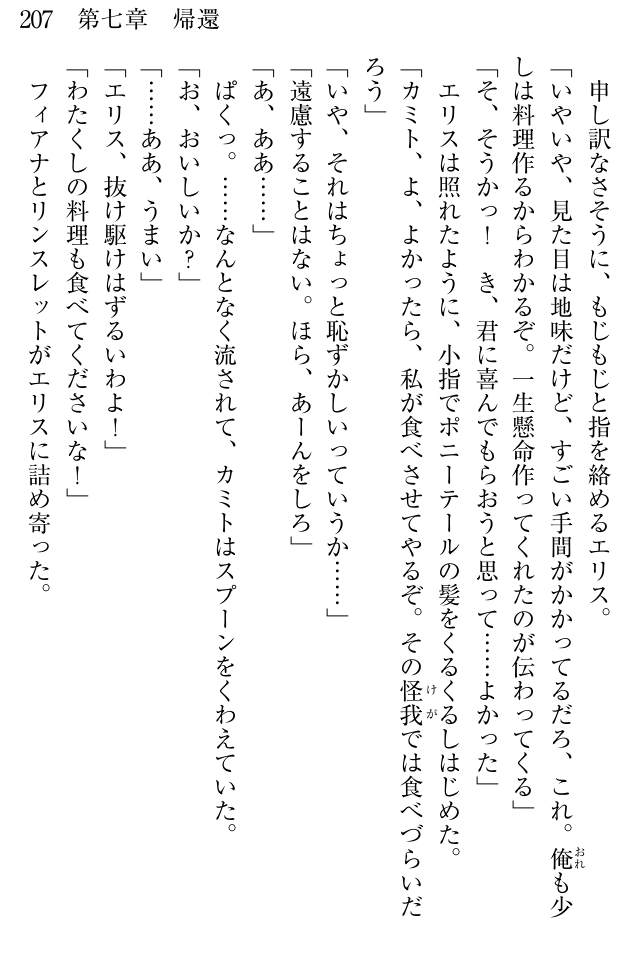 207　第七章　帰還
　申し訳なさそうに、もじもじと指を絡めるエリス。
「いやいや、見た目は地味だけど、すごい手間がかかってるだろ、これ。俺も少
しは料理作るからわかるぞ。一生懸命作ってくれたのが伝わってくる」
「そ、そうかっ！　き、君に喜んでもらおうと思って……よかった」
　エリスは照れたように、小指でポニーテールの髪をくるくるしはじめた。
「カミト、よ、よかったら、私が食べさせてやるぞ。その怪我では食べづらいだ
ろう」
「いや、それはちょっと恥ずかしいっていうか……」
「遠慮することはない。ほら、あーんをしろ」
「あ、ああ……」
　ぱくっ。……なんとなく流されて、カミトはスプーンをくわえていた。
「お、おいしいか？」
「……ああ、うまい」
「エリス、抜け駆けはずるいわよ！」
「わたくしの料理も食べてくださいな！」
　フィアナとリンスレットがエリスに詰め寄った。